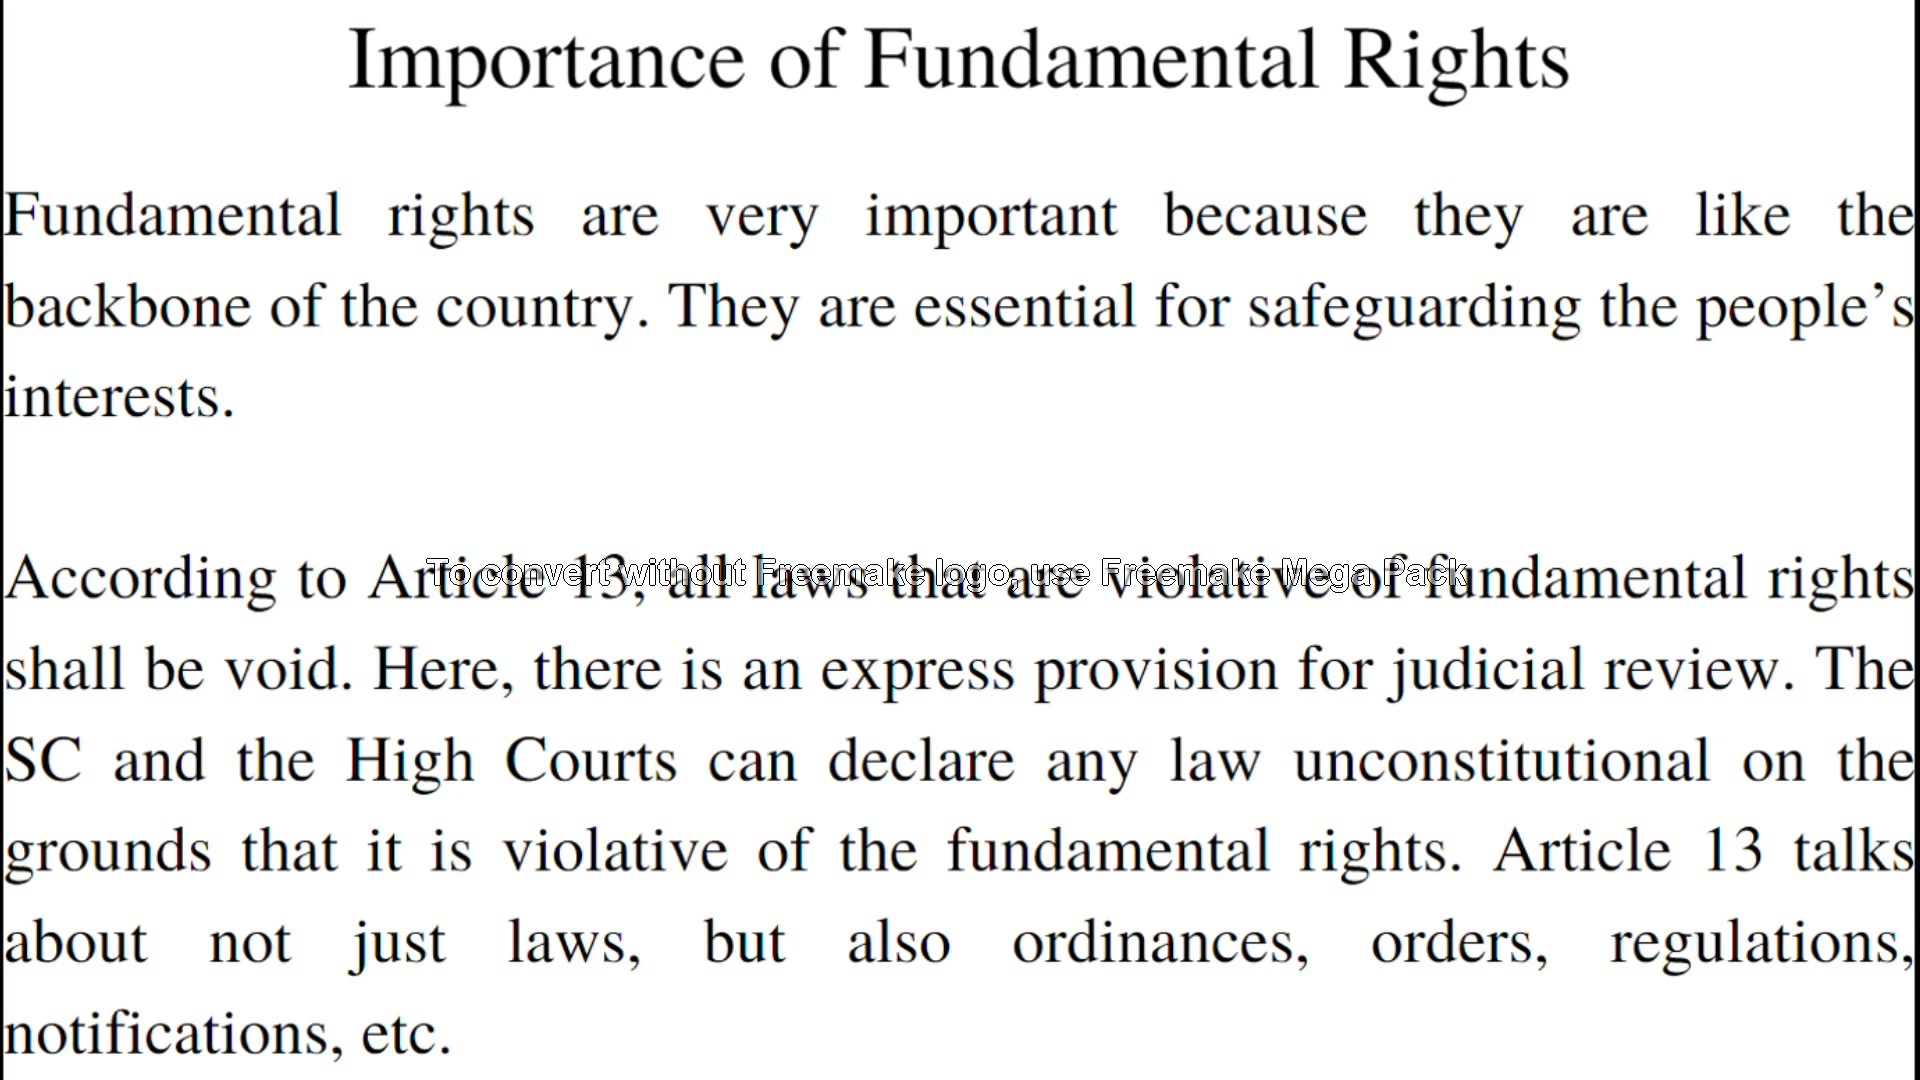 Importance of Fundamental Rights
Fundamental rights are very important because they are like the
backbone of the country. They are essential for safeguarding the people’s
interests.
According to Article 13, all laws that are violative of fundamental rights
To convert without Freemake logo, use Freemake Mega Pack
shall be void. Here, there is an express provision for judicial review. The
SC and the High Courts can declare any law unconstitutional on the
grounds that it is violative of the fundamental rights. Article 13 talks
about not just laws, but also ordinances, orders, regulations,
notifications, etc.